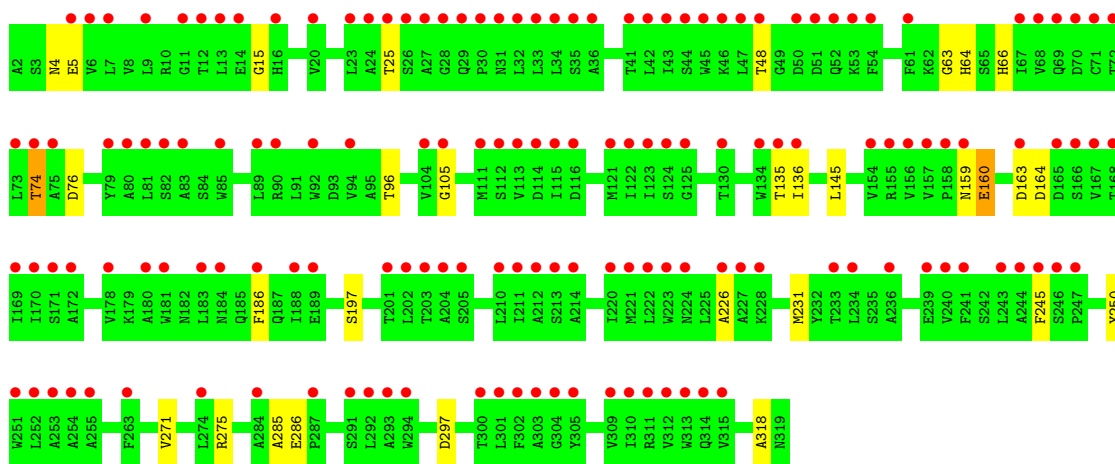 A2 S3 N4 E5 V6 L7 V8 L9 R10 G11 T12 L13 E14 G15 H16 V20 L23 A24 T25 S26 A27 G28 Q29 P30 N31 L32 L33 L34 S35 A36 T41 L42 I43 S44 W45 K46 L47 T48 G49 D50 D51 Q52 K53 F54 F61 K62 G63 H64 S65 H66 I67 V68 Q69 D70 C71 T72
L73 T74 A75 D76 Y79 A80 L81 S82 A83 S84 W85 L89 R90 L91 W92 D93 V94 A95 T96 V104 G105 M111 S112 V113 D114 I115 D116 M121 I122 I123 S124 G125 T130 W134 T135 I136 L145 V154 R155 V156 V157 P158 N159 E160 D163 D164 D165 S166 V167 T168
I169 I170 S171 A172 V178 K179 A180 W181 N182 L183 N184 Q185 F186 Q187 I188 E189 S197 T201 L202 T203 A204 S205 L210 I211 A212 S213 A214 I220 M221 L222 W223 N224 L225 A226 A227 K228 M231 Y232 T233 L234 S235 A236 E239 V240 F241 S242 L243 A244 F245 S246 P247 Y250
W251 L252 A253 A254 A255 F263 V271 L274 R275 A284 A285 E286 P287 S291 L292 A293 W294 D297 T300 L301 F302 A303 G304 Y305 V309 I310 R311 V312 W313 Q314 V315 A318 N319